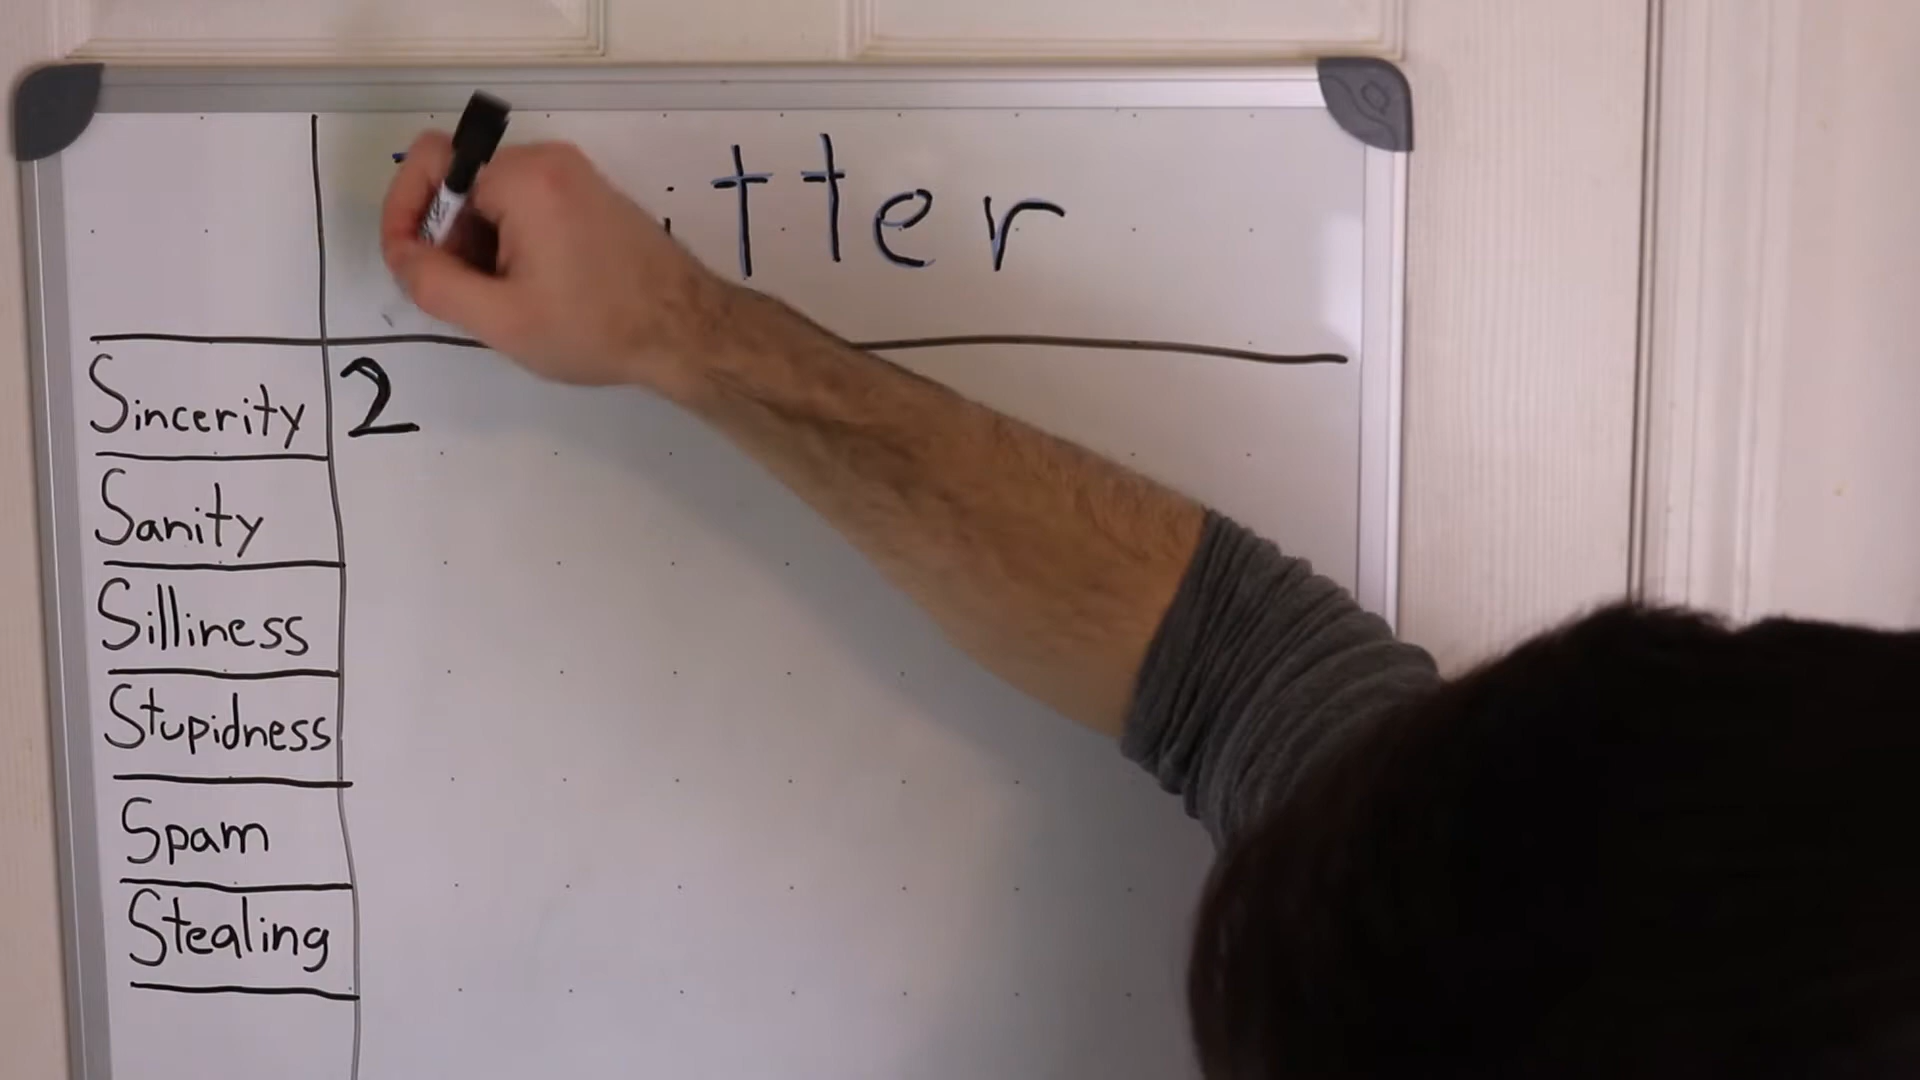 itter
Sincerity 2
Sanity
Silliness
Stupidness
Spam
Stealing